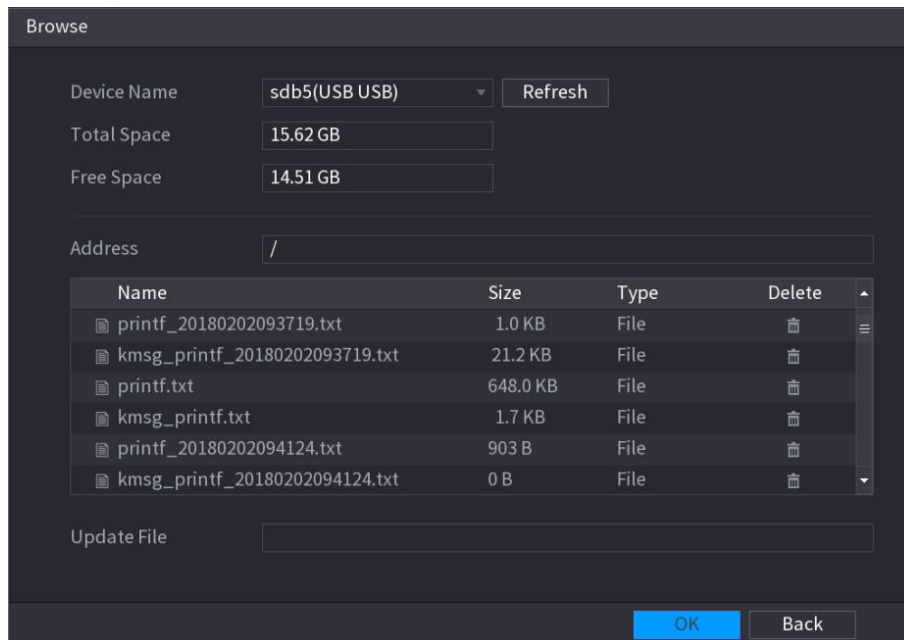 Browse
Device Name sdb5(USB USB) Refresh
Total Space 15.62 GB
Free Space 14.51 GB
Address /
Name Size Type Delete
printf_20180202093719.txt 1.0 KB File
kmsg_printf_20180202093719.txt 21.2 KB File
printf.txt 648.0 KB File
kmsg_printf.txt 1.7 KB File
printf_20180202094124.txt 903 B File
kmsg_printf_20180202094124.txt 0 B File
Update File
OK Back